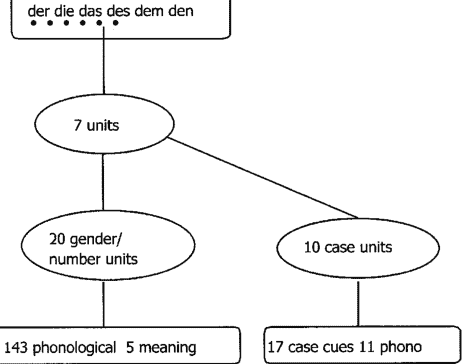 der die das des dem den
7 units
20 gender/
number units
10 case units
143 phonological 5 meaning
17 case cues 11 phono